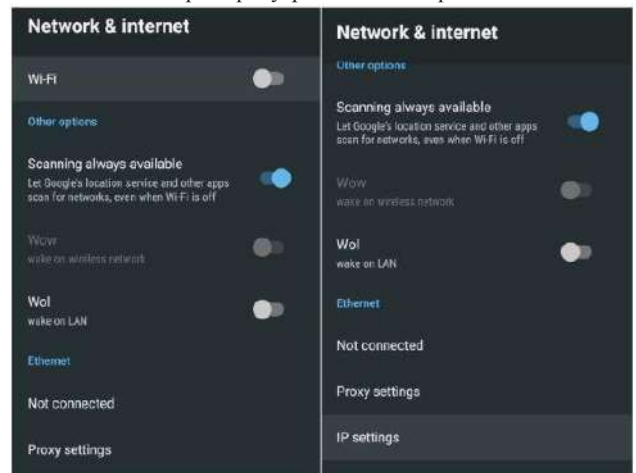 Network & internet
Wi-Fi
Other options
Scanning always available
Let Google's location service and other apps
scan for networks, even when Wi-Fi is off
Wow
wake on wireless network
Wol
wake on LAN
Ethernet
Not connected
Proxy settings
Network & internet
Other options
Scanning always available
Let Google's location service and other apps
scan for networks, even when Wi-Fi is off
Wow
wake on wireless network
Wol
wake on LAN
Ethernet
Not connected
Proxy settings
IP settings